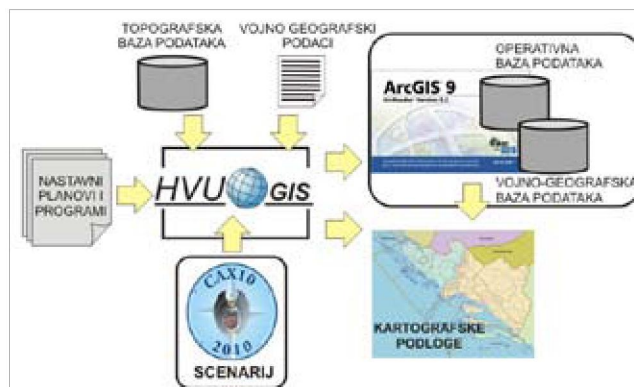 TOPOGRAFSKA
BAZA PODATAKA
VOJNO GEOGRAFSKI
PODACI
OPERATIVNA
BAZA PODATAKA
ArcGIS 9
NASTAVNI
PLANOVI I
PROGRAMI
HVU GIS
VOJNO-GEOGRAFSKA
BAZA PODATAKA
CAX10
2010
SCENARIJ
KARTOGRAFSKE
PODLOGE